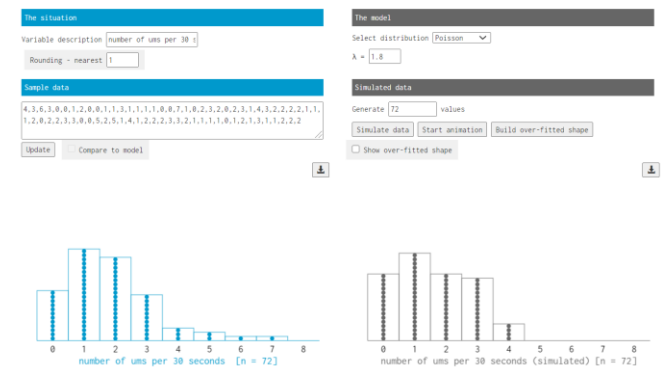 The situation
Variable description number of ums per 30 s
Rounding - nearest 1
Sample data
4,3,6,3,0,0,1,2,0,0,1,1,3,1,1,1,1,0,0,7,1,0,2,3,2,0,2,3,1,4,3,2,2,2,2,1,1,
1,2,0,2,2,3,3,0,0,5,2,5,1,4,1,2,2,2,3,3,2,1,1,1,1,0,1,2,1,3,1,1,2,2,2
Update Compare to model
0 1 2 3 4 5 6 7 8
number of ums per 30 seconds [n = 72]
The model
Select distribution Poisson
λ = 1.8
Simulated data
Generate 72 values
Simulate data Start animation Build over-fitted shape
Show over-fitted shape
0 1 2 3 4 5 6 7 8
number of ums per 30 seconds (simulated) [n = 72]